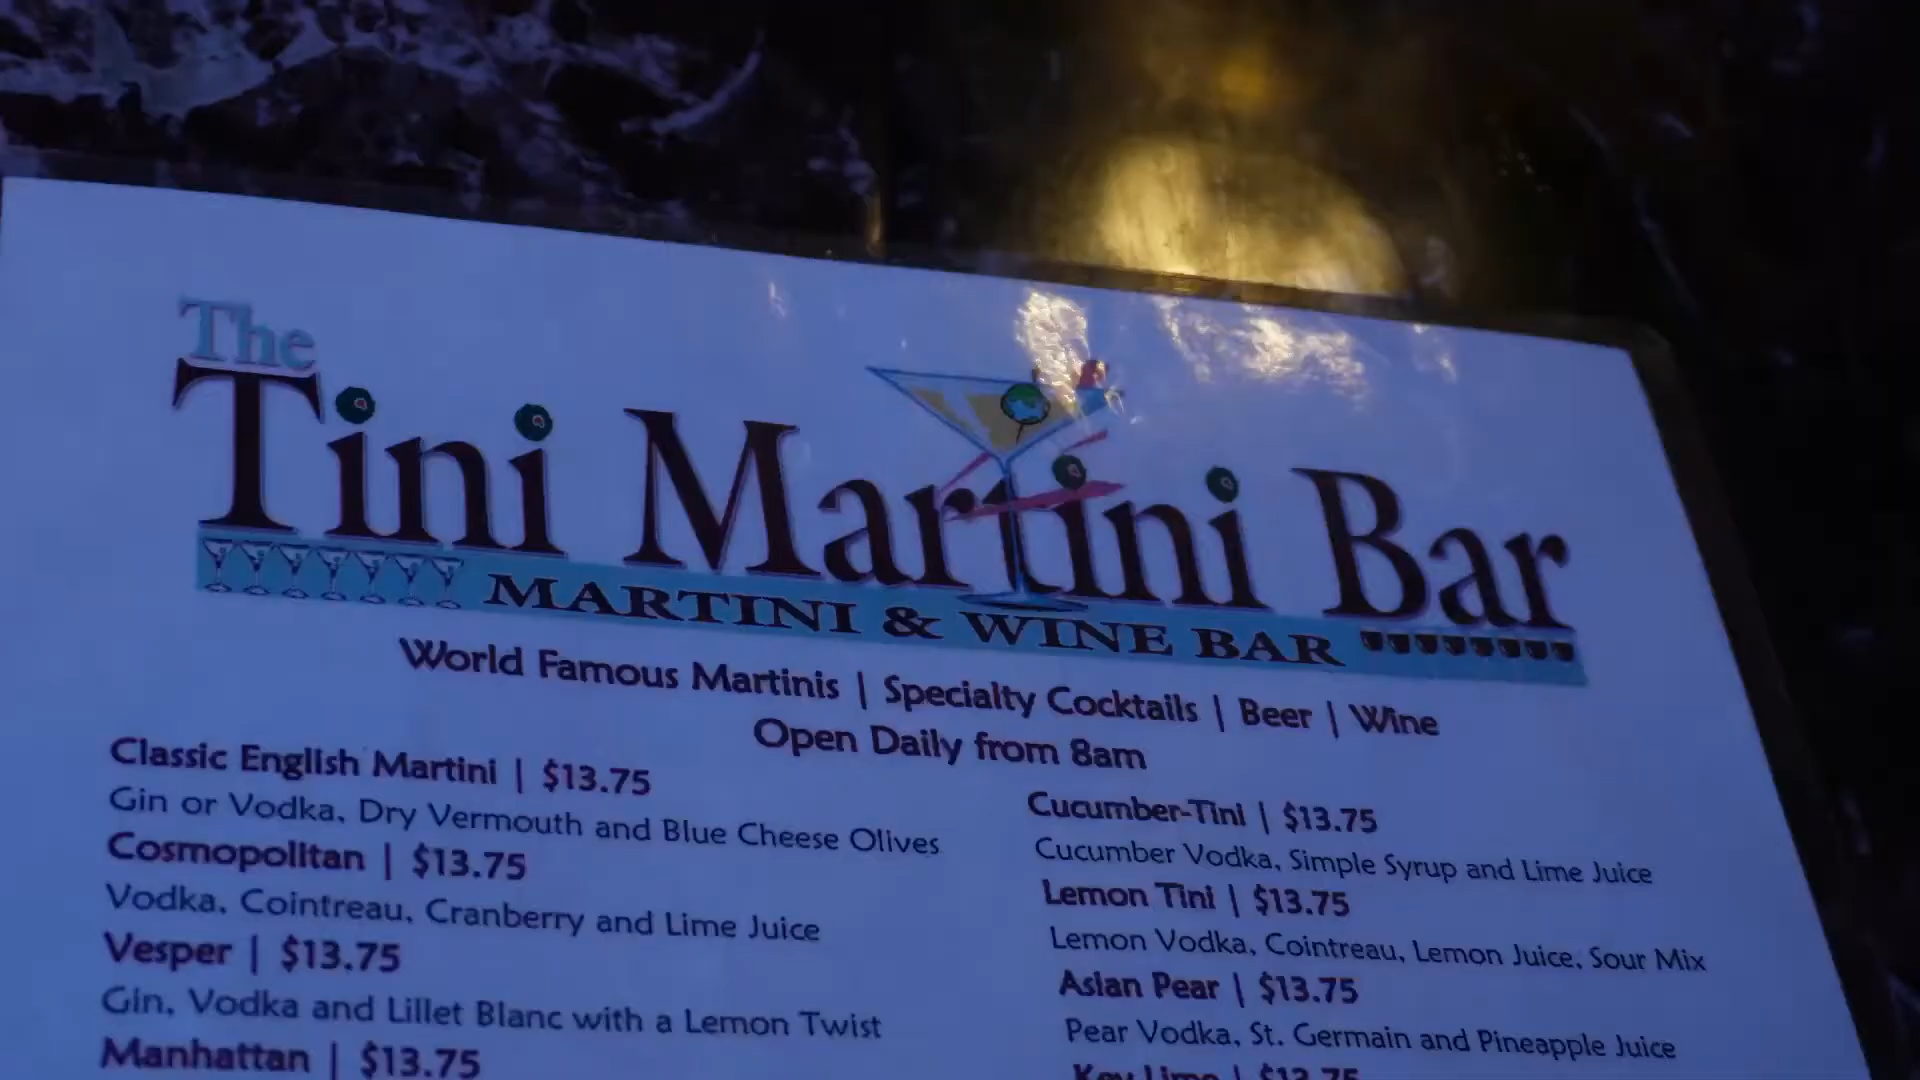 The
Tini Martini Bar
MARTINI & WINE BAR
World Famous Martinis | Specialty Cocktails | Beer | Wine
Open Daily from 8am
Classic English Martini | $13.75
Gin or Vodka, Dry Vermouth and Blue Cheese Olives
Cosmopolitan | $13.75
Vodka, Cointreau, Cranberry and Lime Juice
Vesper | $13.75
Gin, Vodka and Lillet Blanc with a Lemon Twist
Manhattan | $13.75
Cucumber-Tini | $13.75
Cucumber Vodka, Simple Syrup and Lime Juice
Lemon Tini | $13.75
Lemon Vodka, Cointreau, Lemon Juice, Sour Mix
Asian Pear | $13.75
Pear Vodka, St. Germain and Pineapple Juice
Key Lime | $13.75